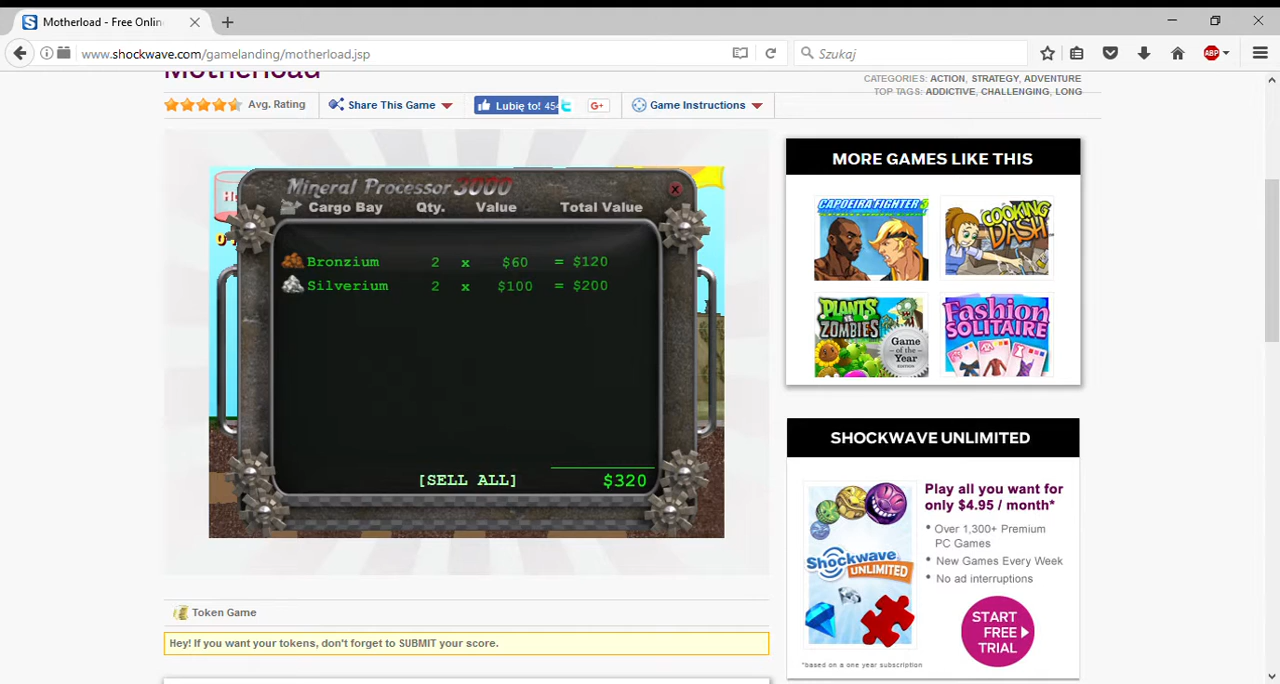 Motherload - Free Onlin
www.shockwave.com/gamelanding/motherload.jsp
Szukaj
ABP
Motherload
CATEGORIES: ACTION, STRATEGY, ADVENTURE
TOP TAGS: ADDICTIVE, CHALLENGING, LONG
Avg. Rating
Share This Game
Lubię to! 454
G+
Game Instructions
Mineral Processor 3000
Cargo Bay Qty. Value Total Value
Bronzium 2 x $60 = $120
Silverium 2 x $100 = $200
[SELL ALL] $320
Token Game
Hey! If you want your tokens, don't forget to SUBMIT your score.
MORE GAMES LIKE THIS
CAPOEIRA FIGHTER
COOKING DASH
PLANTS VS. ZOMBIES
Game of the Year EDITION
Fashion SOLITAIRE
SHOCKWAVE UNLIMITED
Shockwave UNLIMITED
Play all you want for
only $4.95 / month*
• Over 1,300+ Premium
PC Games
• New Games Every Week
• No ad interruptions
START
FREE
TRIAL
*based on a one year subscription